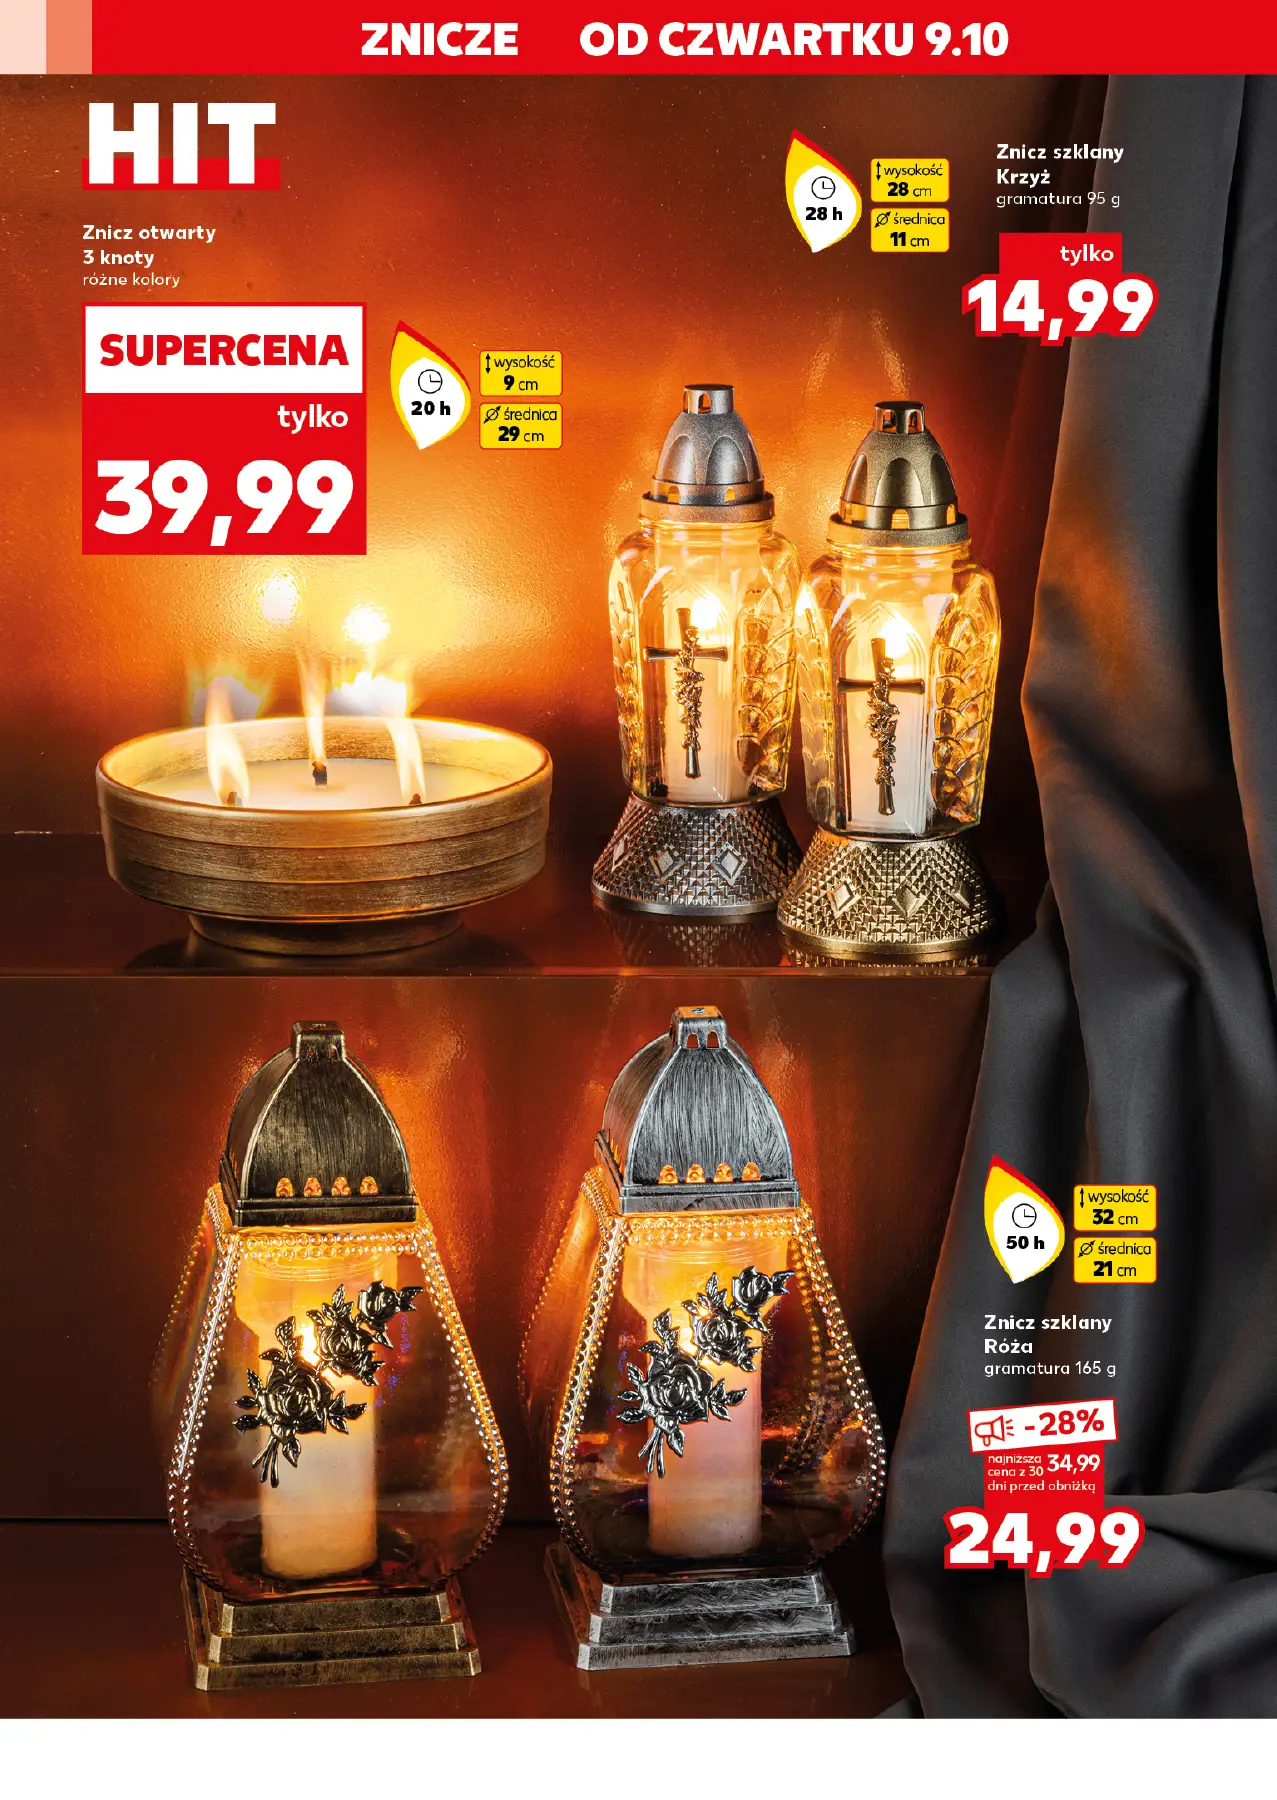 ZNICZE OD CZWARTKU 9.10
HIT
Znicz otwarty
3 knoty
różne kolory
SUPERCENA
tylko
39,99
20 h
wysokość
9 cm
średnica
29 cm
28 h
wysokość
28 cm
średnica
11 cm
Znicz szklany
Krzyż
gramatura 95 g
tylko
14,99
50 h
wysokość
32 cm
średnica
21 cm
Znicz szklany
Róża
gramatura 165 g
-28%
najniższa
cena z 30 34,99
dni przed obniżką
24,99